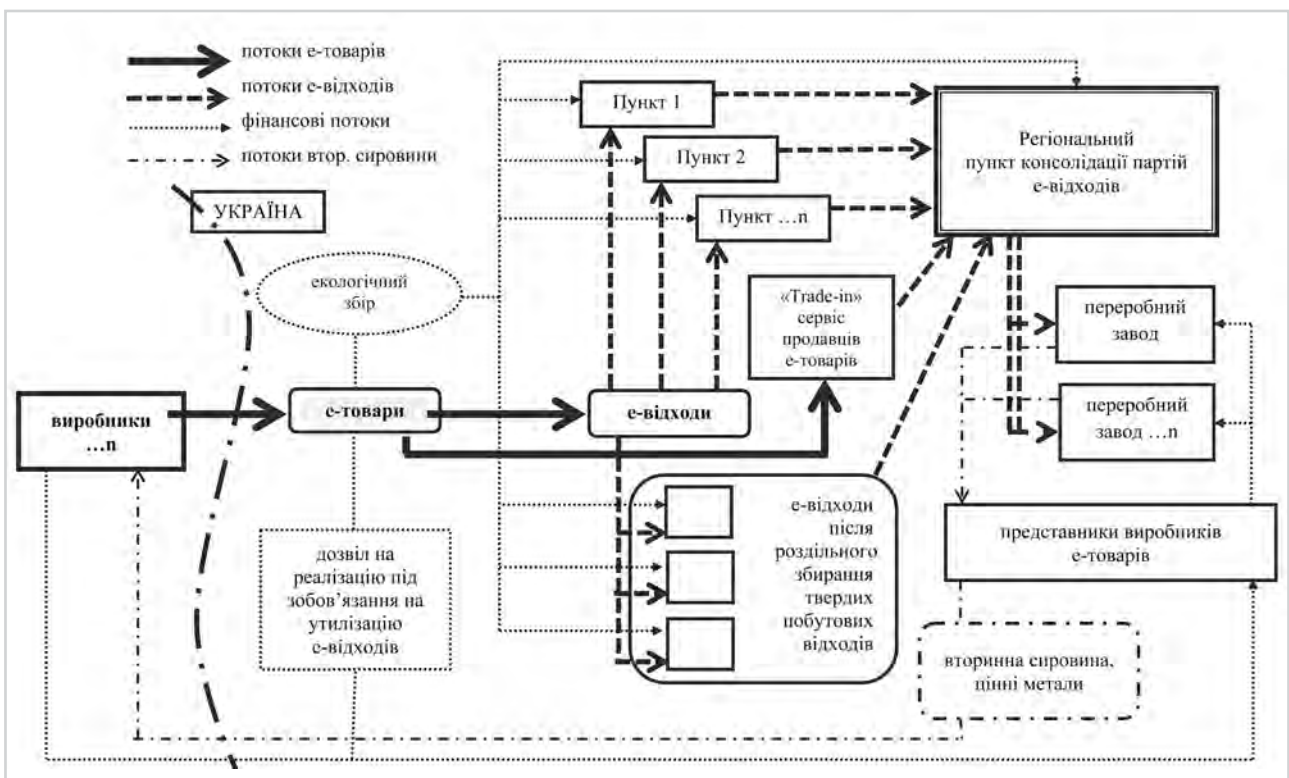 потоки е-товарів
потоки е-відходів
фінансові потоки
потоки втор. сировини
УКРАЇНА
екологічний
збір
Пункт 1
Пункт 2
Пункт …n
Регіональний
пункт консолідації партій
е-відходів
«Trade-in»
сервіс
продавців
е-товарів
переробний
завод
переробний
завод …n
виробники
…n
е-товари
е-відходи
дозвіл на
реалізацію під
зобов’язання на
утилізацію
е-відходів
е-відходи
після
роздільного
збирання
твердих
побутових
відходів
представники виробників
е-товарів
вторинна сировина,
цінні метали